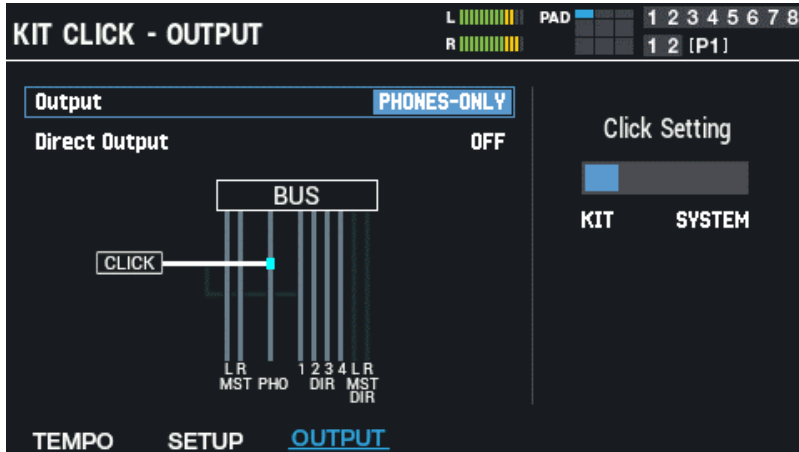 KIT CLICK - OUTPUT
L
R
PAD
1 2 3 4 5 6 7 8
1 2 [P1]
Output PHONES-ONLY
Direct Output OFF
BUS
CLICK
L R 1 2 3 4 L R
MST PHO DIR MST
DIR
Click Setting
KIT SYSTEM
TEMPO SETUP OUTPUT